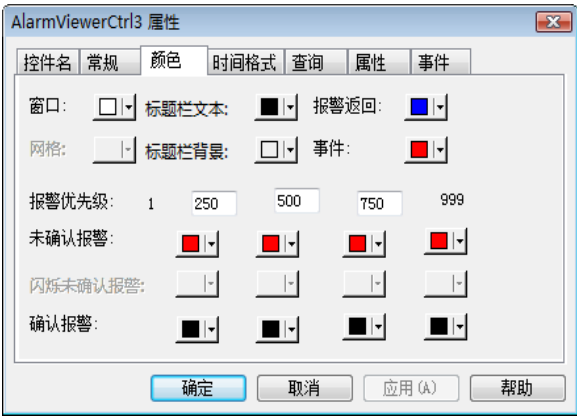 AlarmViewerCtrl3 属性
控件名 常规 颜色 时间格式 查询 属性 事件
窗口: 标题栏文本: 报警返回:
网格: 标题栏背景: 事件:
报警优先级: 1 250 500 750 999
未确认报警:
闪烁未确认报警:
确认报警:
确定 取消 应用(A) 帮助